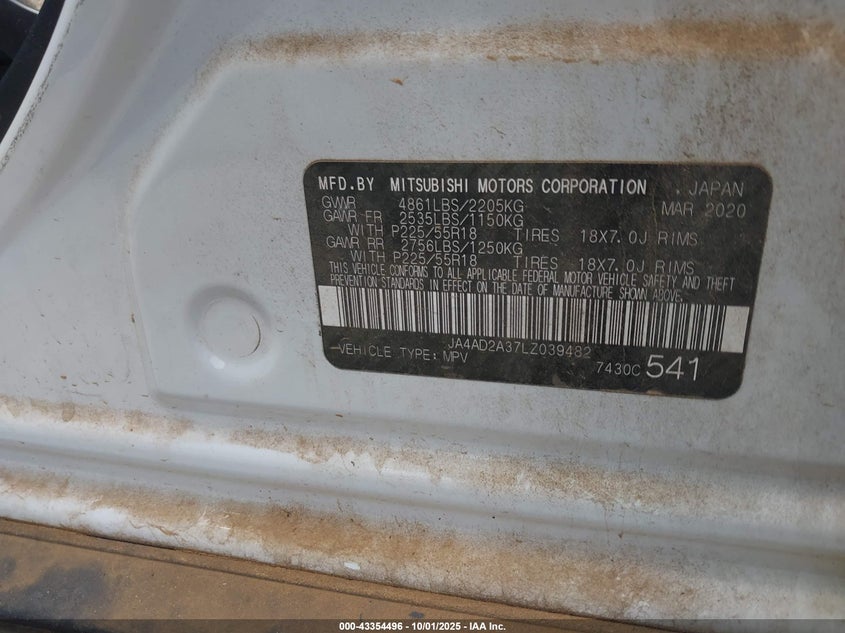 MFD.BY MITSUBISHI MOTORS CORPORATION . JAPAN
GVWR 4861LBS/2205KG MAR 2020
GAWR FR 2535LBS/1150KG
WITH P225/55R18 TIRES 18X7.0J RIMS
GAWR RR 2756LBS/1250KG
WITH P225/55R18 TIRES 18X7.0J RIMS
THIS VEHICLE CONFORMS TO ALL APPLICABLE FEDERAL MOTOR VEHICLE SAFETY AND THEFT
PREVENTION STANDARDS IN EFFECT ON THE DATE OF MANUFACTURE SHOWN ABOVE.
JA4AD2A37LZ039482
VEHICLE TYPE: MPV
7430C 541
000-43354496 - 10/01/2025 - IAA Inc.